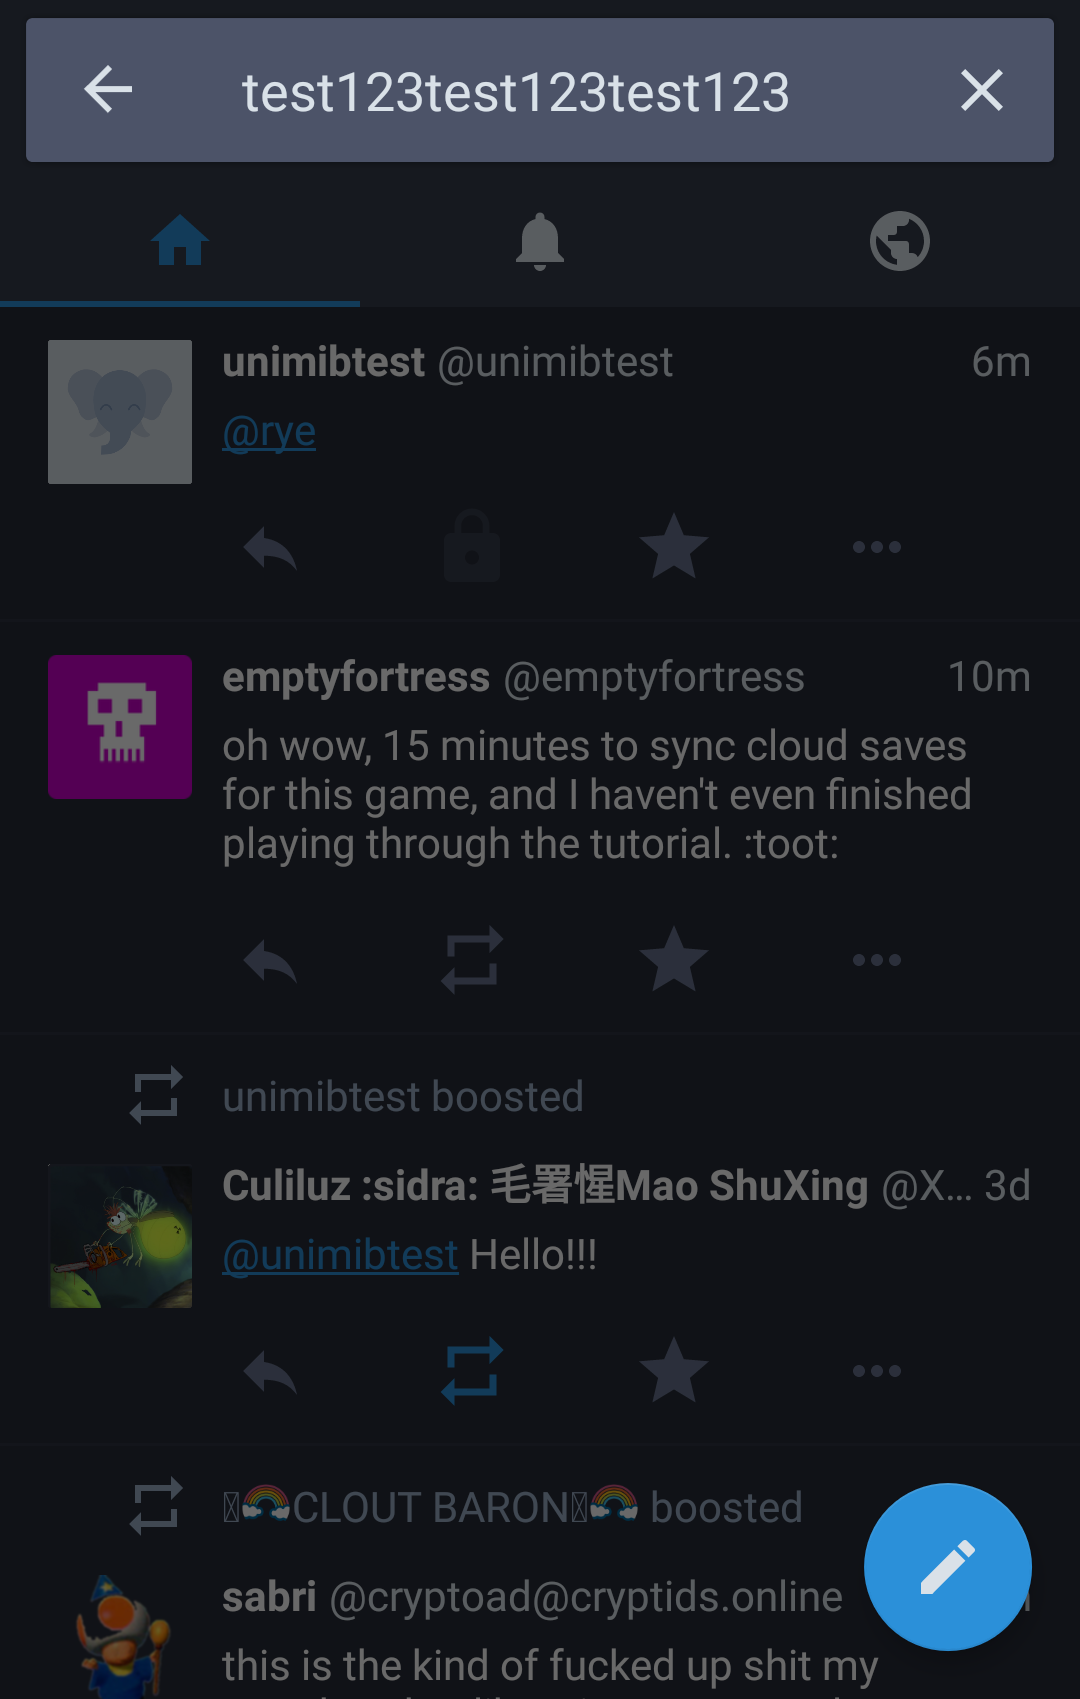 test123test123test123
unimibtest @unimibtest 6m
@rye
emptyfortress @emptyfortress 10m
oh wow, 15 minutes to sync cloud saves
for this game, and I haven't even finished
playing through the tutorial. :toot:
unimibtest boosted
Culiluz :sidra: 毛署惺Mao ShuXing @X... 3d
@unimibtest Hello!!!
🌈CLOUT BARON🌈 boosted
sabri @cryptoad@cryptids.online
this is the kind of fucked up shit my